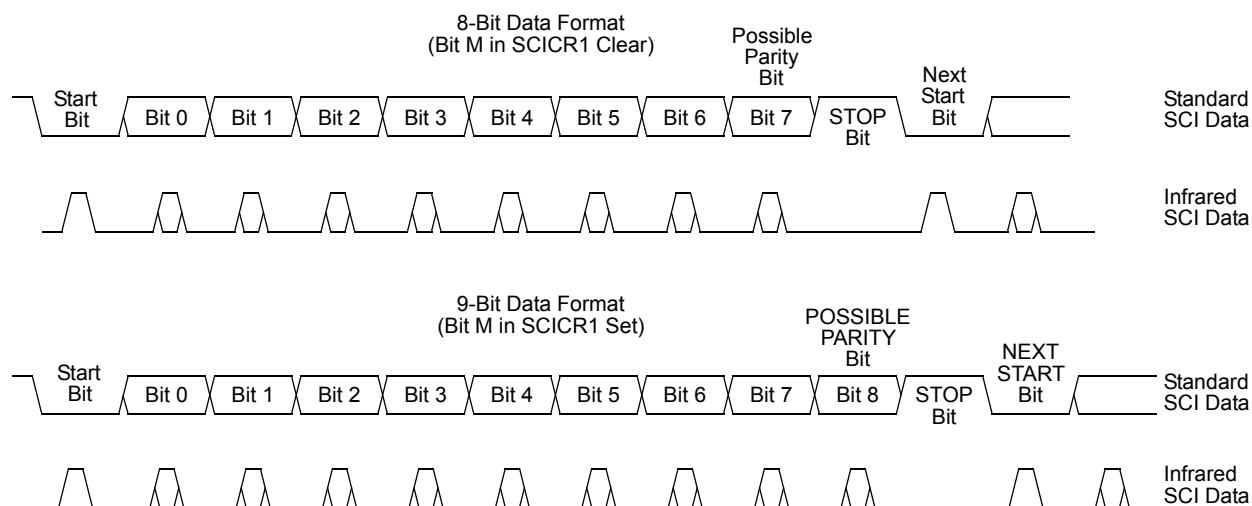 8-Bit Data Format
(Bit M in SCICR1 Clear)
Possible
Parity
Bit
Next
Start
Bit
Start
Bit
Bit 0
Bit 1
Bit 2
Bit 3
Bit 4
Bit 5
Bit 6
Bit 7
STOP
Bit
Standard
SCI Data
Infrared
SCI Data
9-Bit Data Format
(Bit M in SCICR1 Set)
POSSIBLE
PARITY
Bit
NEXT
START
Bit
Start
Bit
Bit 0
Bit 1
Bit 2
Bit 3
Bit 4
Bit 5
Bit 6
Bit 7
Bit 8
STOP
Bit
Standard
SCI Data
Infrared
SCI Data